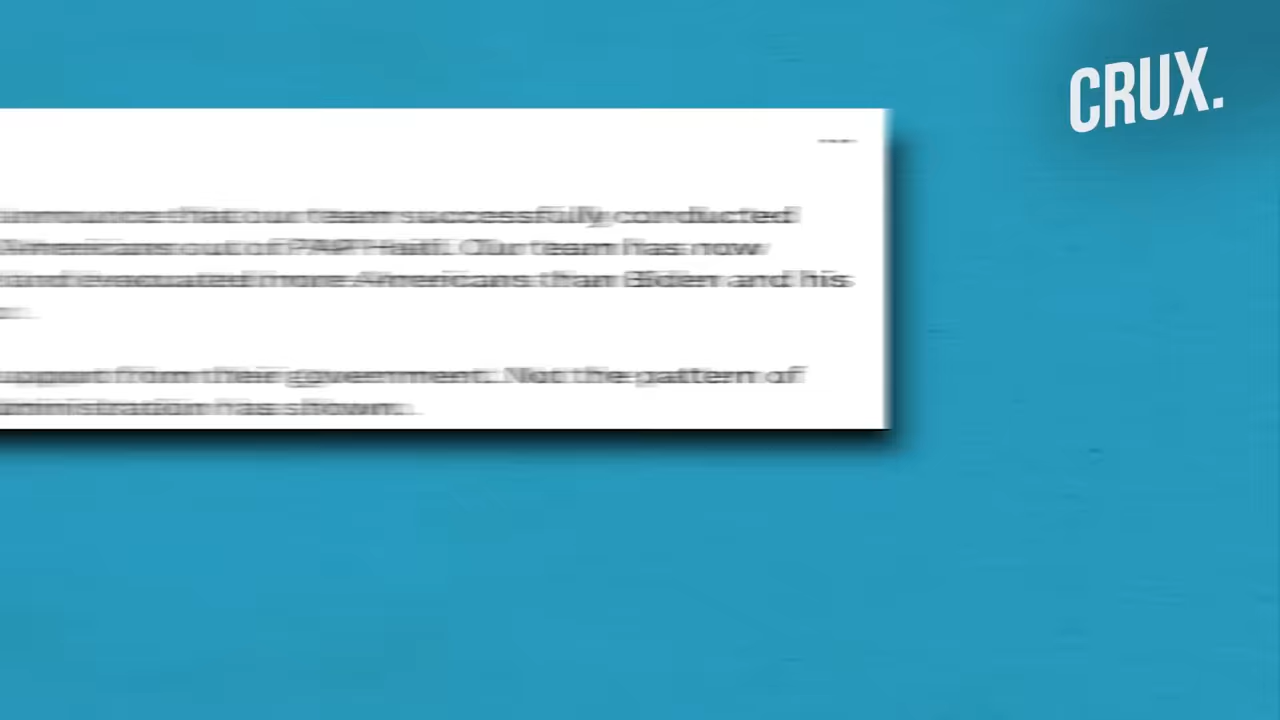 CRUX.
announce that our team successfully conducted
Americans out of PAP Haiti. Our team has now
and evacuated more Americans than Biden and his
support from their government. Not the pattern of
administration has shown.